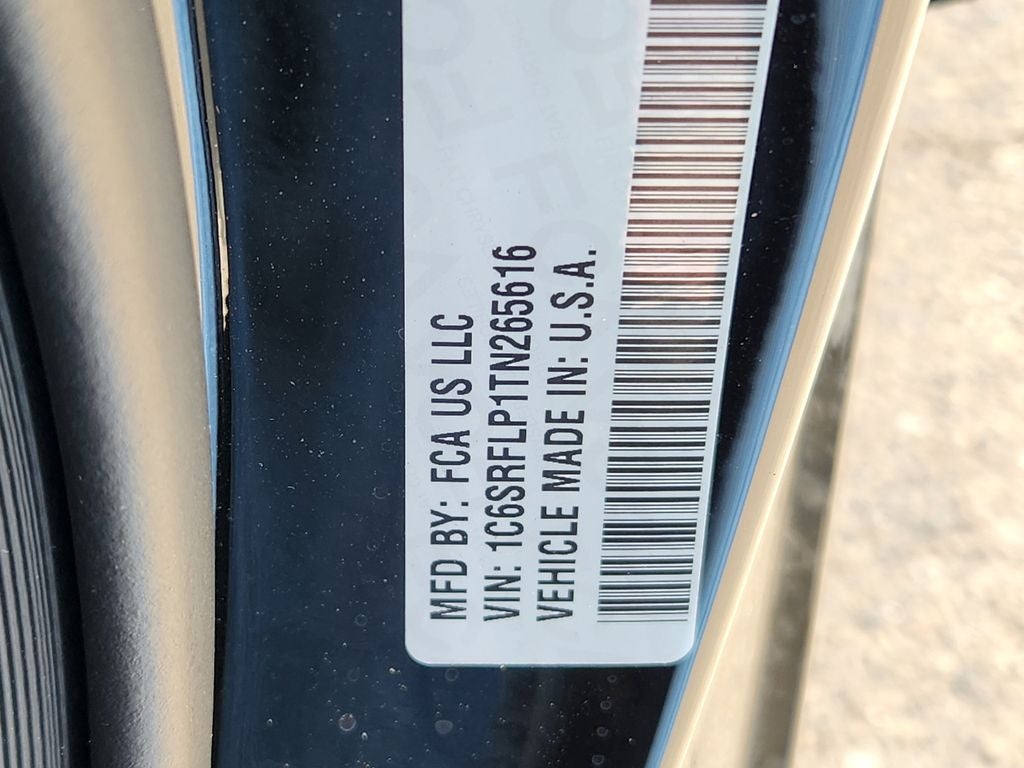 MFD BY: FCA US LLC
VIN: 1C6SRFLP1TN265616
VEHICLE MADE IN: U.S.A.